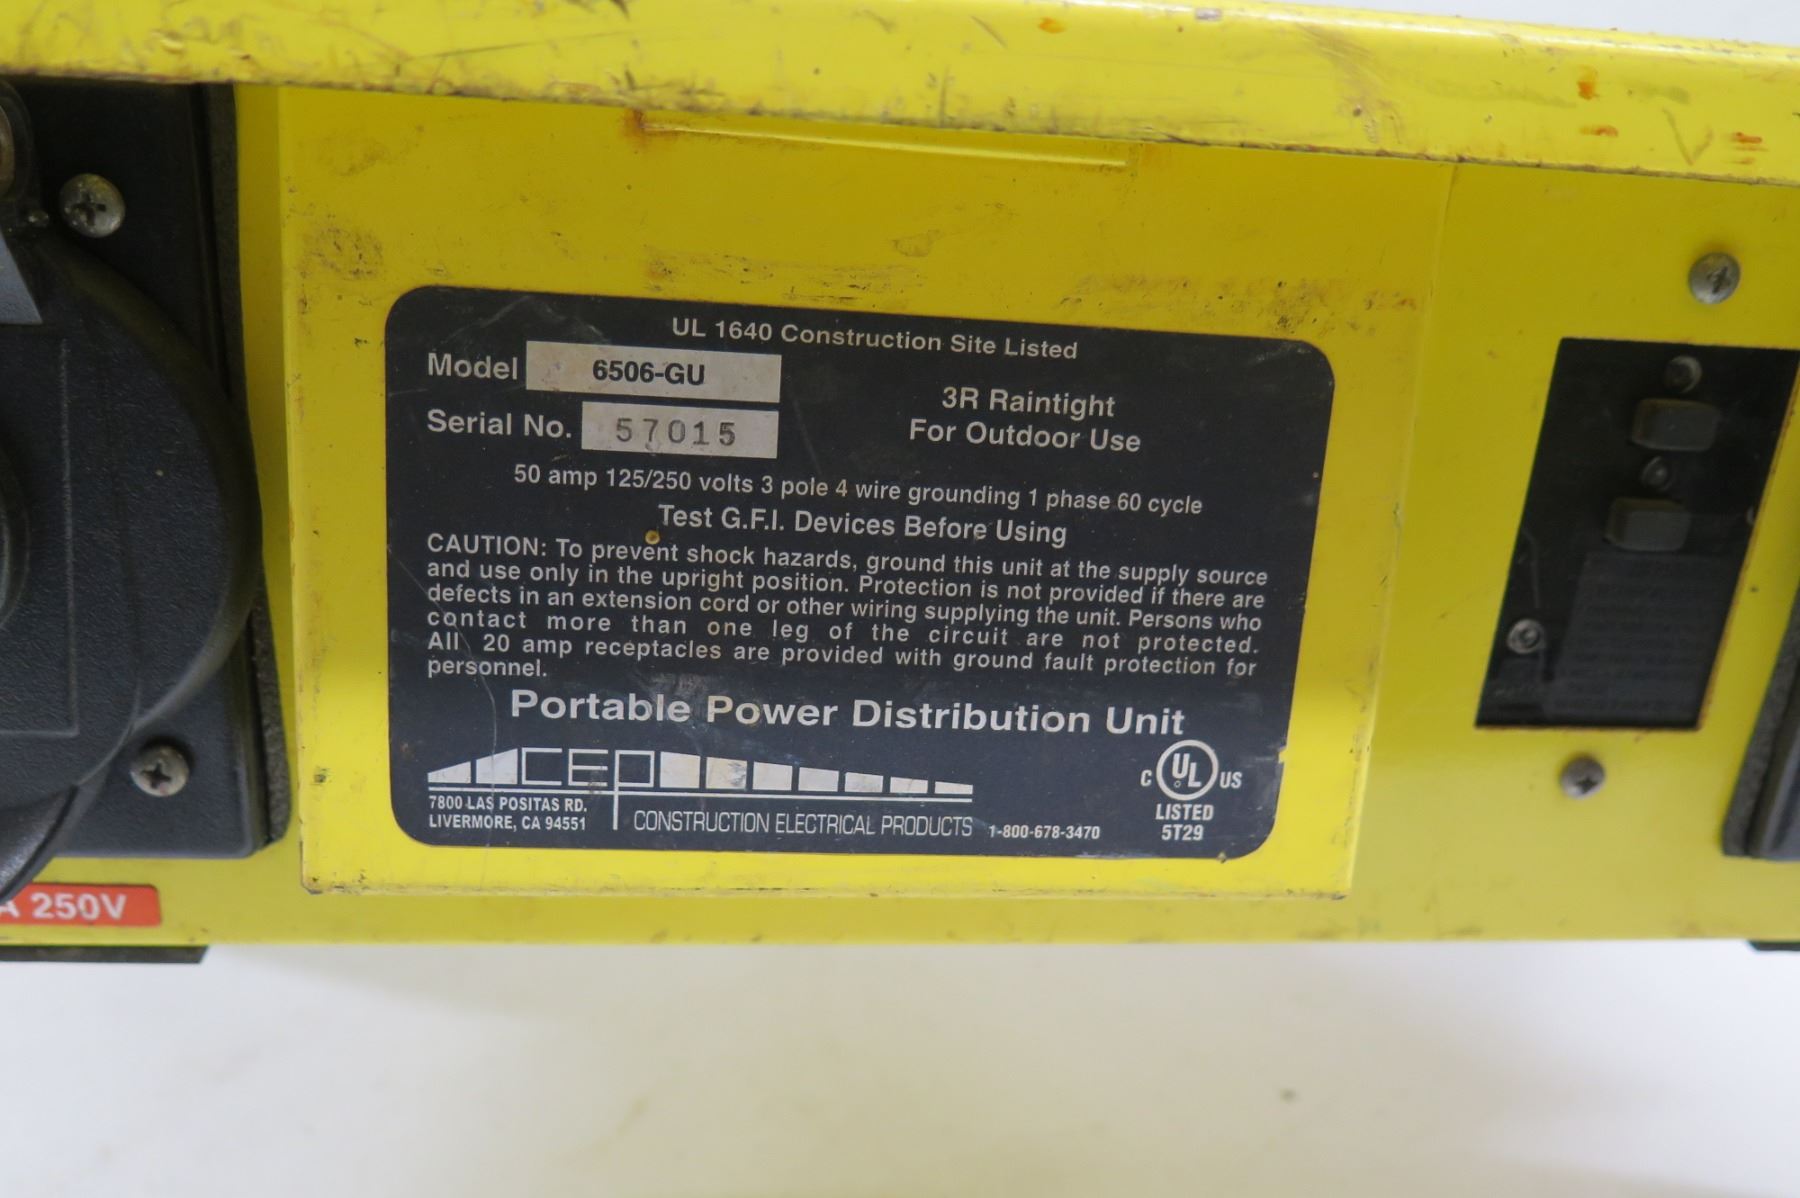 UL 1640 Construction Site Listed
Model 6506-GU
3R Raintight
Serial No. 57015
For Outdoor Use
50 amp 125/250 volts 3 pole 4 wire grounding 1 phase 60 cycle
Test G.F.I. Devices Before Using
CAUTION: To prevent shock hazards, ground this unit at the supply source
and use only in the upright position. Protection is not provided if there are
defects in an extension cord or other wiring supplying the unit. Persons who
contact more than one leg of the circuit are not protected.
All 20 amp receptacles are provided with ground fault protection for
personnel.
Portable Power Distribution Unit
CEP
7800 LAS POSITAS RD.
LIVERMORE, CA 94551
CONSTRUCTION ELECTRICAL PRODUCTS 1-800-678-3470
C UL US
LISTED
5T29
A 250V